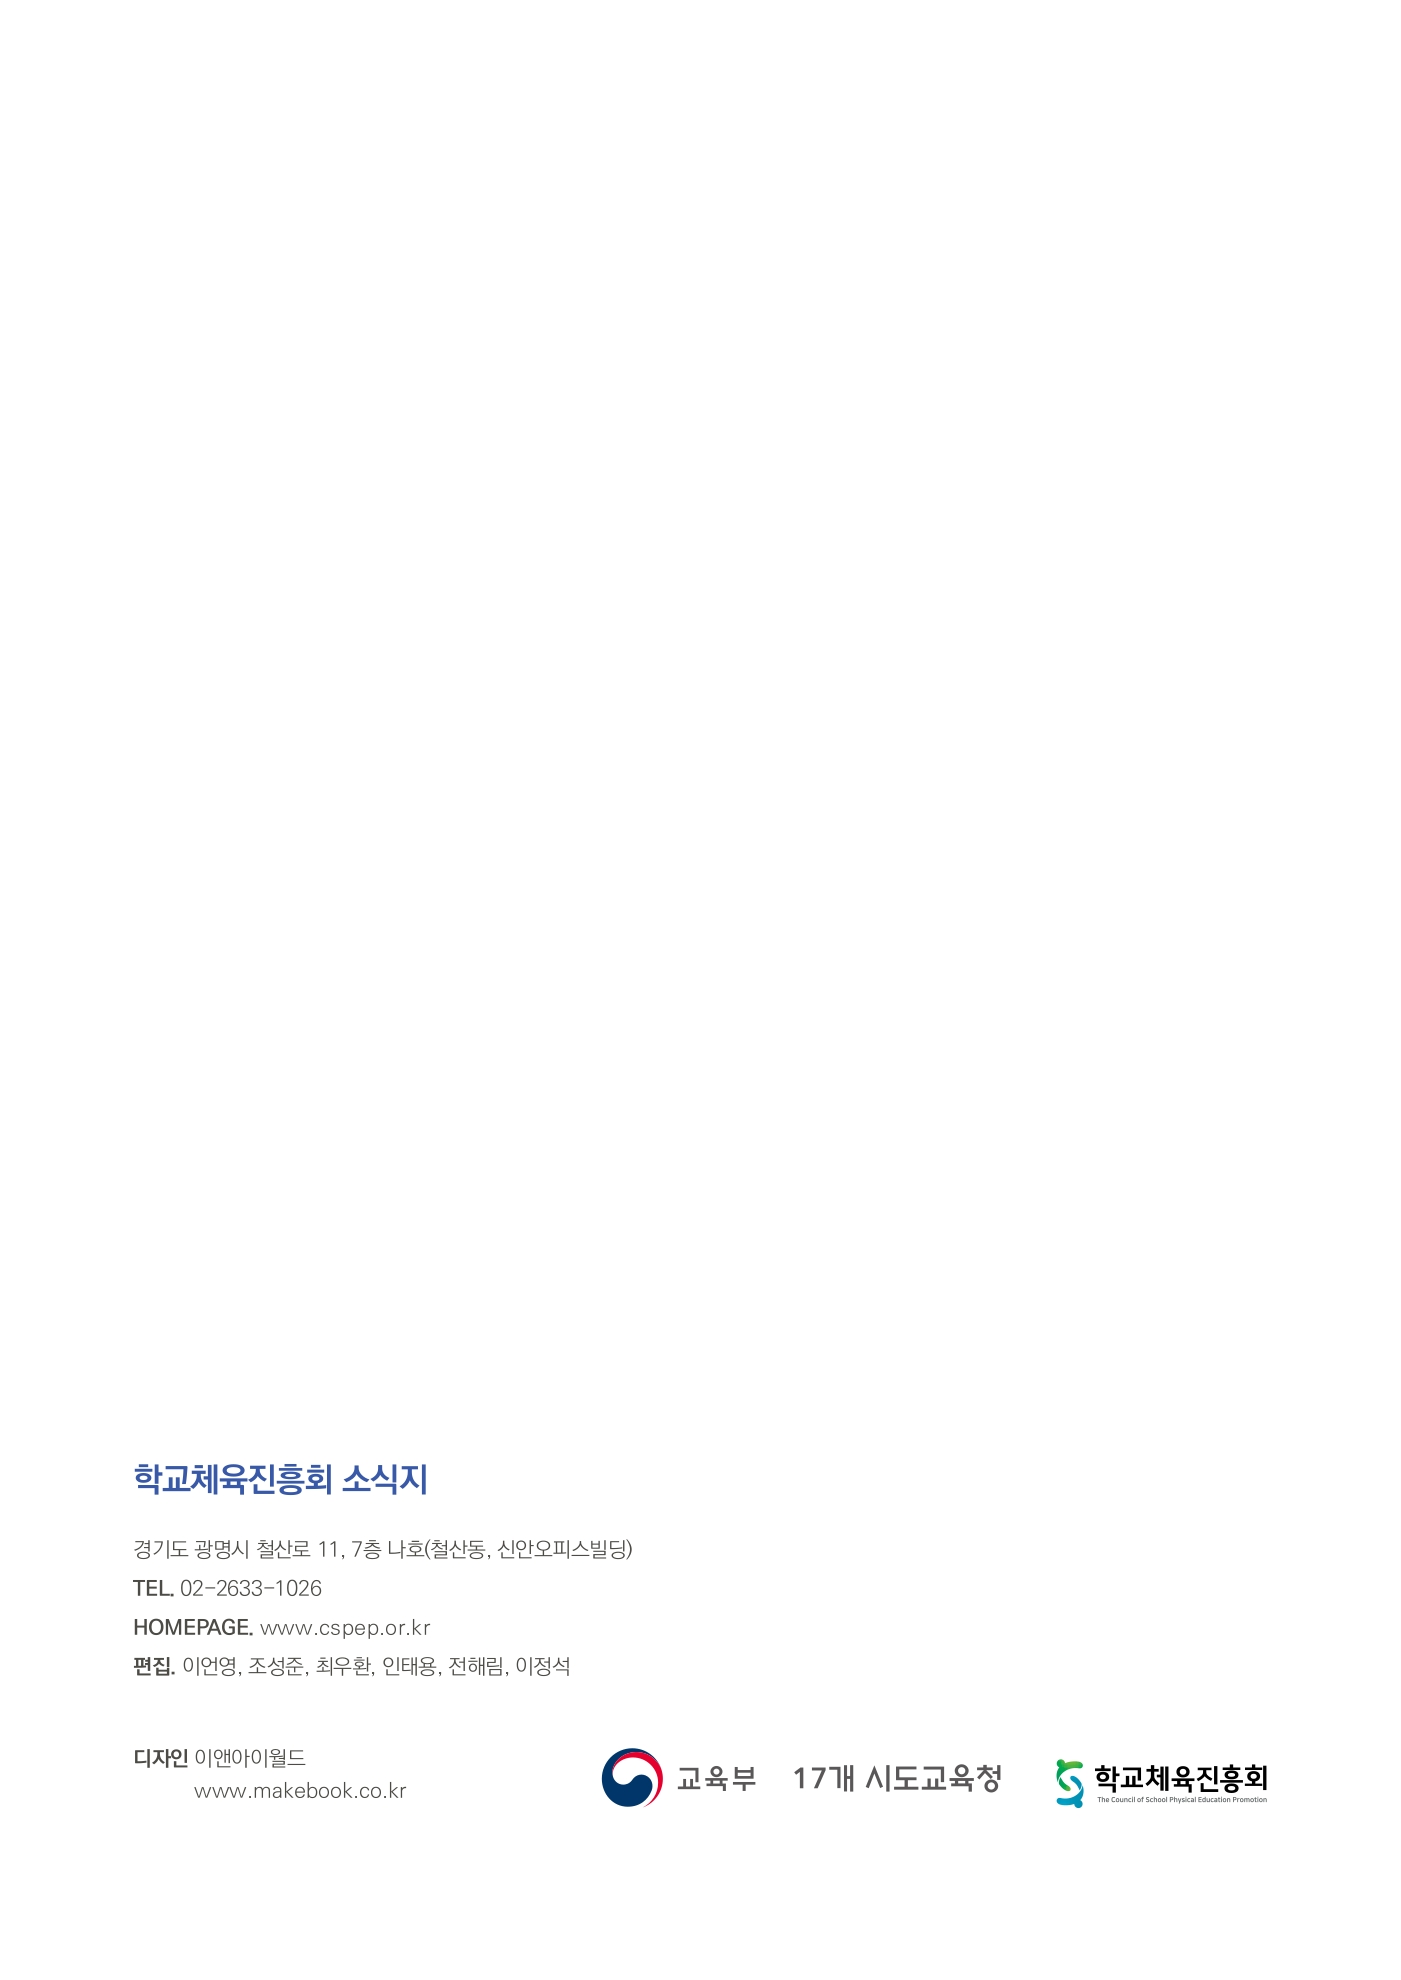 학교체육진흥회 소식지
경기도 광명시 철산로 11, 7층 나호(철산동, 신안오피스빌딩)
TEL. 02-2633-1026
HOMEPAGE. www.cspep.or.kr
편집. 이언영, 조성준, 최우환, 인태용, 전해림, 이정석
디자인 이앤아이월드
www.makebook.co.kr
교육부
17개 시도교육청
학교체육진흥회
The Council of School Physical Education Promotion